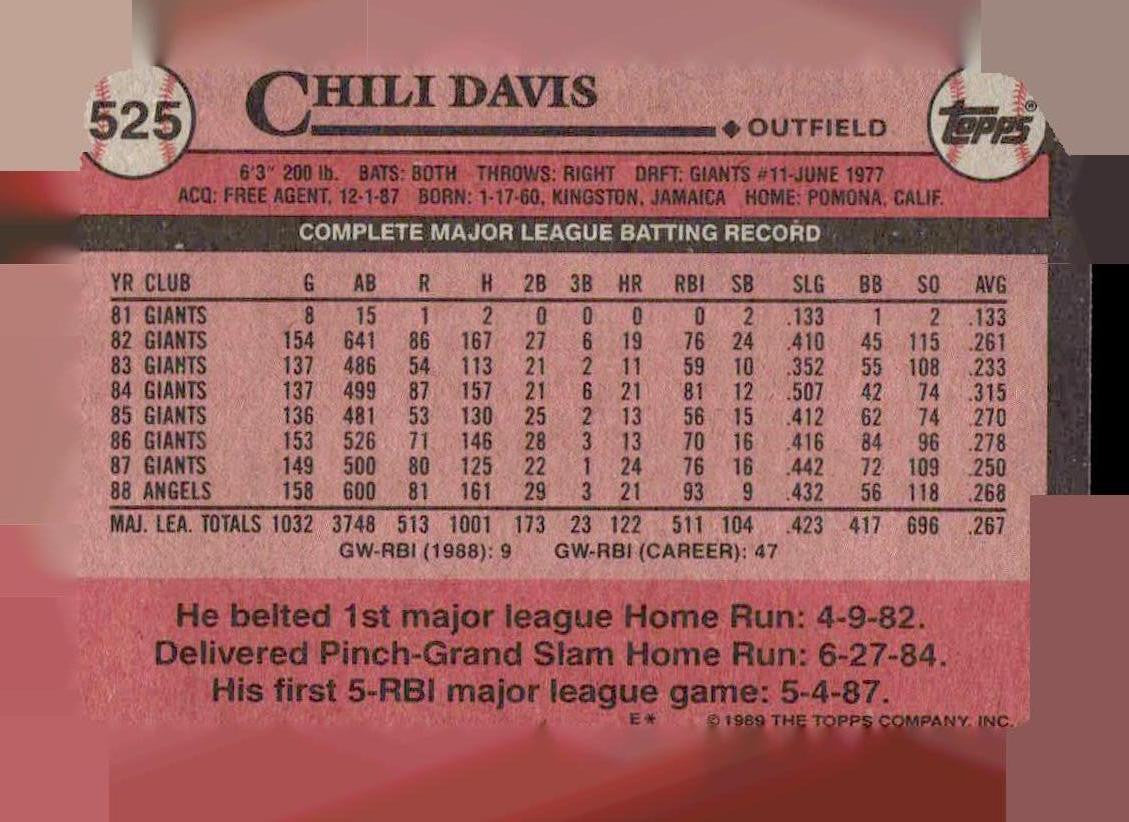 525 CHILI DAVIS
◆ OUTFIELD
topps®
6'3" 200 lb. BATS: BOTH THROWS: RIGHT DRFT: GIANTS #11-JUNE 1977
ACQ: FREE AGENT, 12-1-87 BORN: 1-17-60, KINGSTON, JAMAICA HOME: POMONA, CALIF.
COMPLETE MAJOR LEAGUE BATTING RECORD
YR CLUB G AB R H 2B 3B HR RBI SB SLG BB SO AVG
81 GIANTS 8 15 1 2 0 0 0 0 2 .133 1 2 .133
82 GIANTS 154 641 86 167 27 6 19 76 24 .410 45 115 .261
83 GIANTS 137 486 54 113 21 2 11 59 10 .352 55 108 .233
84 GIANTS 137 499 87 157 21 6 21 81 12 .507 42 74 .315
85 GIANTS 136 481 53 130 25 2 13 56 15 .412 62 74 .270
86 GIANTS 153 526 71 146 28 3 13 70 16 .416 84 96 .278
87 GIANTS 149 500 80 125 22 1 24 76 16 .442 72 109 .250
88 ANGELS 158 600 81 161 29 3 21 93 9 .432 56 118 .268
MAJ. LEA. TOTALS 1032 3748 513 1001 173 23 122 511 104 .423 417 696 .267
GW-RBI (1988): 9 GW-RBI (CAREER): 47
He belted 1st major league Home Run: 4-9-82.
Delivered Pinch-Grand Slam Home Run: 6-27-84.
His first 5-RBI major league game: 5-4-87.
E* © 1989 THE TOPPS COMPANY, INC.